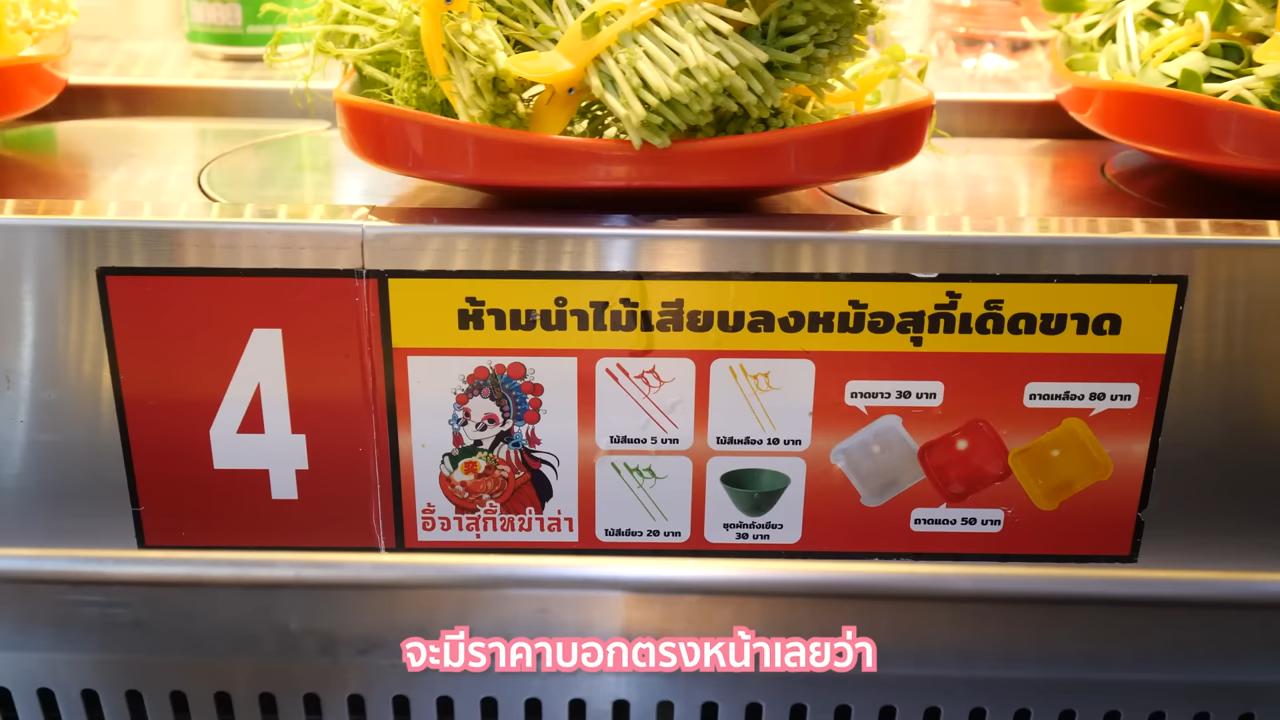 4
ห้ามนำไม้เสียบลงหม้อสุกี้เด็ดขาด
อี้จาสุกี้หม่าล่า
ไม้สีแดง 5 บาท
ไม้สีเหลือง 10 บาท
ไม้สีเขียว 20 บาท
ชุดผักถังเขียว
30 บาท
ถาดขาว 30 บาท
ถาดแดง 50 บาท
ถาดเหลือง 80 บาท
จะมีราคาบอกตรงหน้าเลยว่า